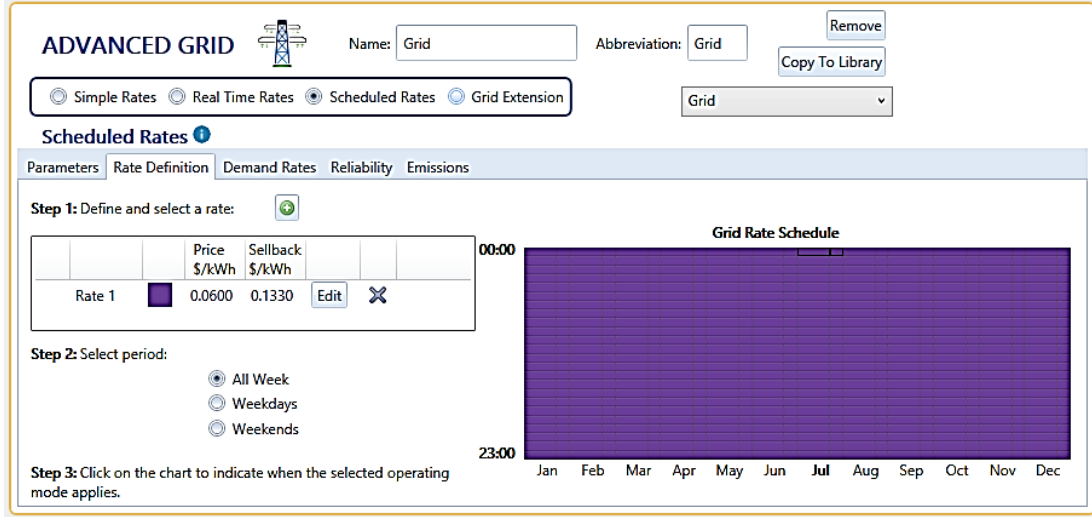 ADVANCED GRID
Name: Grid
Abbreviation: Grid
Remove
Copy To Library
Simple Rates Real Time Rates Scheduled Rates Grid Extension
Grid
Scheduled Rates
Parameters Rate Definition Demand Rates Reliability Emissions
Step 1: Define and select a rate:
Price Sellback
$/kWh $/kWh
Rate 1 0.0600 0.1330 Edit
Step 2: Select period:
All Week
Weekdays
Weekends
Step 3: Click on the chart to indicate when the selected operating
mode applies.
Grid Rate Schedule
00:00
23:00
Jan Feb Mar Apr May Jun Jul Aug Sep Oct Nov Dec